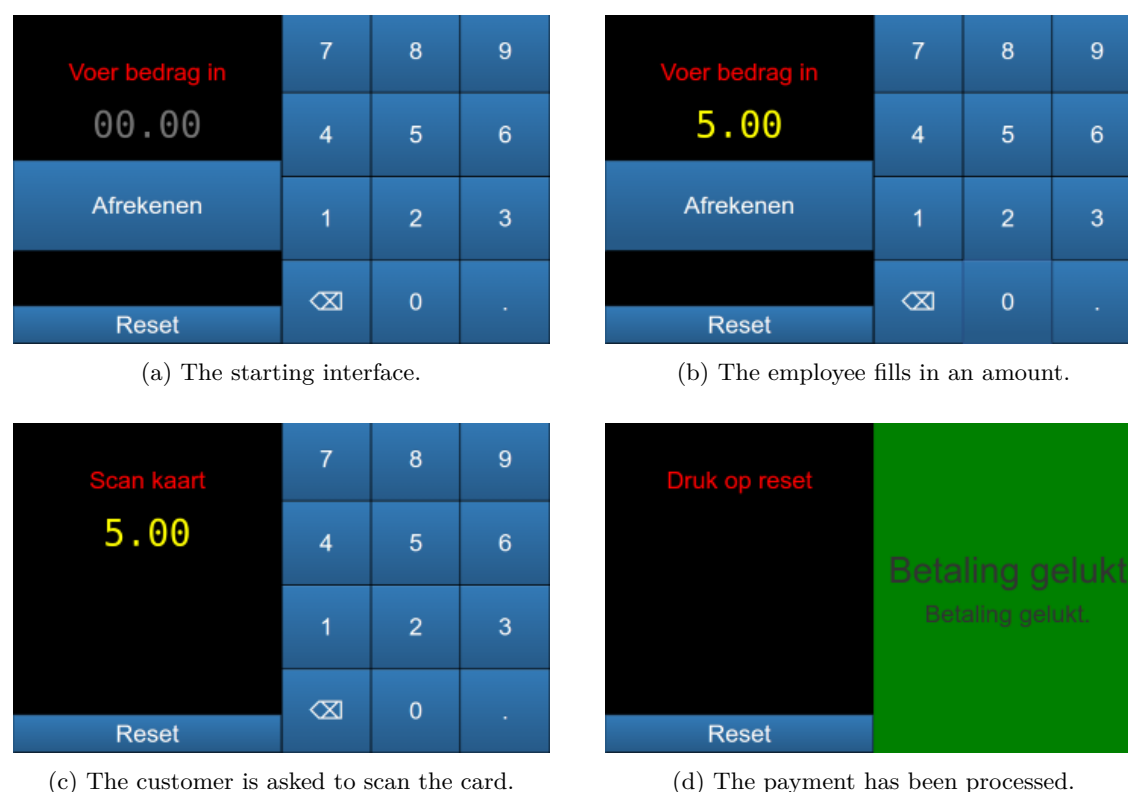 Voer bedrag in
00.00
Afrekenen
Reset
7 8 9
4 5 6
1 2 3
⌫ 0 .
(a) The starting interface.
Voer bedrag in
5.00
Afrekenen
Reset
7 8 9
4 5 6
1 2 3
⌫ 0 .
(b) The employee fills in an amount.
Scan kaart
5.00
Reset
7 8 9
4 5 6
1 2 3
⌫ 0 .
(c) The customer is asked to scan the card.
Druk op reset
Reset
Betaling gelukt
Betaling gelukt.
(d) The payment has been processed.